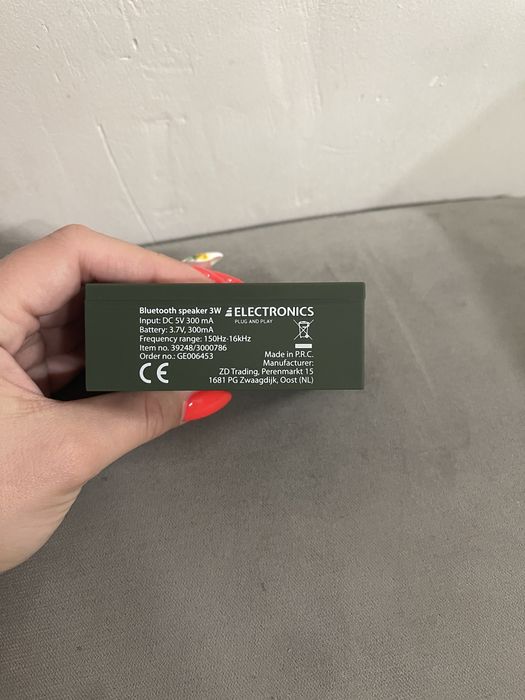 Bluetooth speaker 3W
Input: DC 5V 300 mA
Battery: 3.7V, 300mA
Frequency range: 150Hz-16kHz
Item no. 39248/3000786
Order no.: GE006453
CE
ELECTRONICS
PLUG AND PLAY
Made in P.R.C.
Manufacturer:
ZD Trading, Perenmarkt 15
1681 PG Zwaagdijk, Oost (NL)